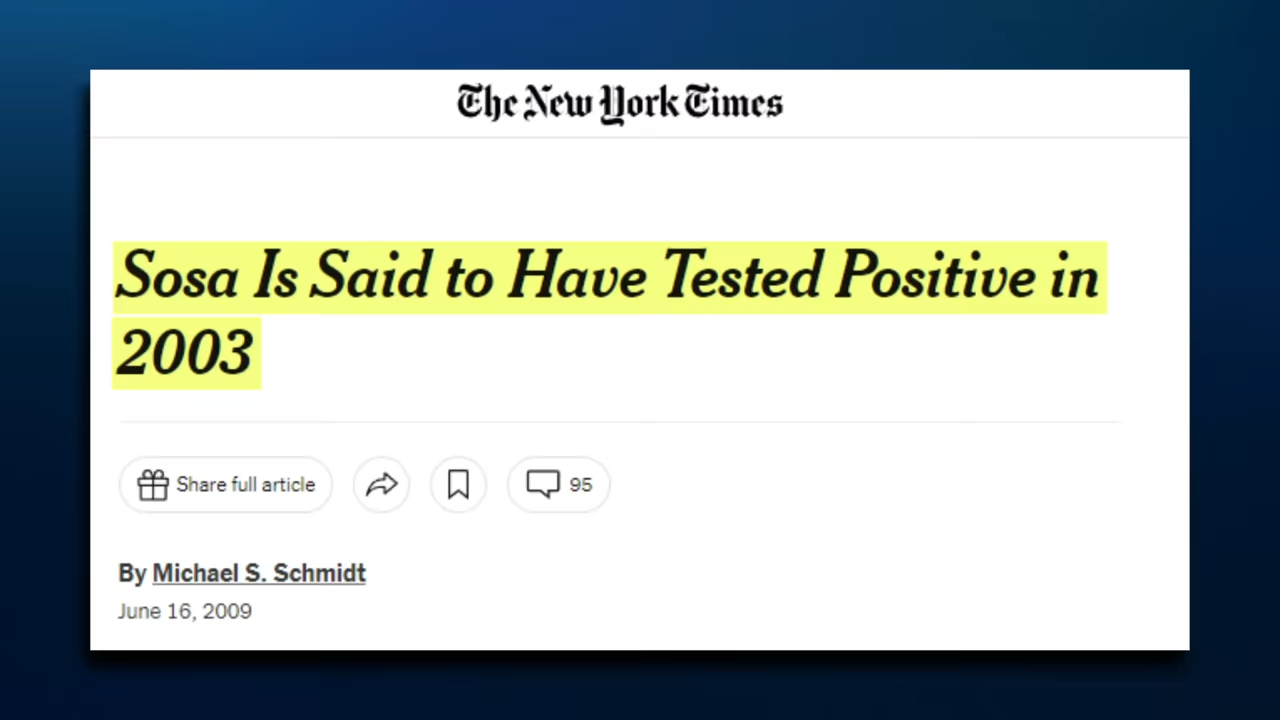 The New York Times
Sosa Is Said to Have Tested Positive in
2003
Share full article
95
By Michael S. Schmidt
June 16, 2009